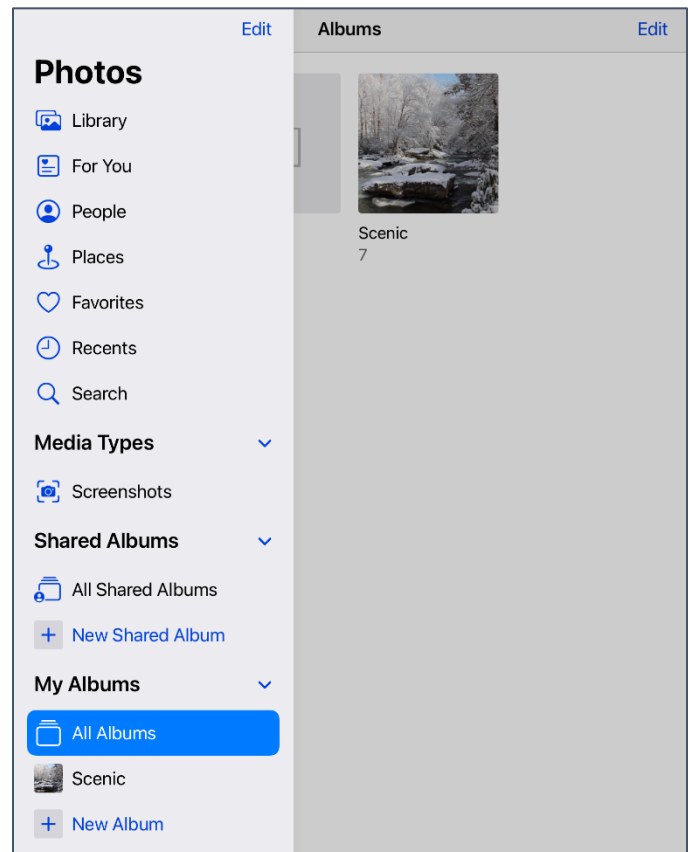 Edit
Photos
Library
For You
People
Places
Favorites
Recents
Search
Media Types
Screenshots
Shared Albums
All Shared Albums
New Shared Album
My Albums
All Albums
Scenic
New Album
Albums
Edit
Scenic
7